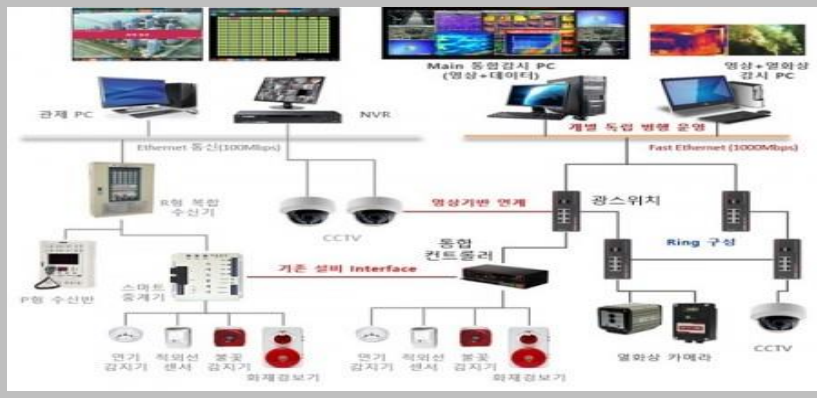 Main 통합감시 PC
(영상+데이터)
영상+열화상
감시 PC
관제 PC
NVR
개별 독립 병행 운영
Ethernet 통신(100Mbps)
Fast Ethernet (1000Mbps)
R형 복합
수신기
CCTV
영상기반 연계
광스위치
통합
컨트롤러
Ring 구성
P형 수신반
스마트
중계기
기존 설비 Interface
연기
감지기
적외선
센서
불꽃
감지기
화재경보기
연기
감지기
적외선
센서
불꽃
감지기
화재경보기
열화상 카메라
CCTV